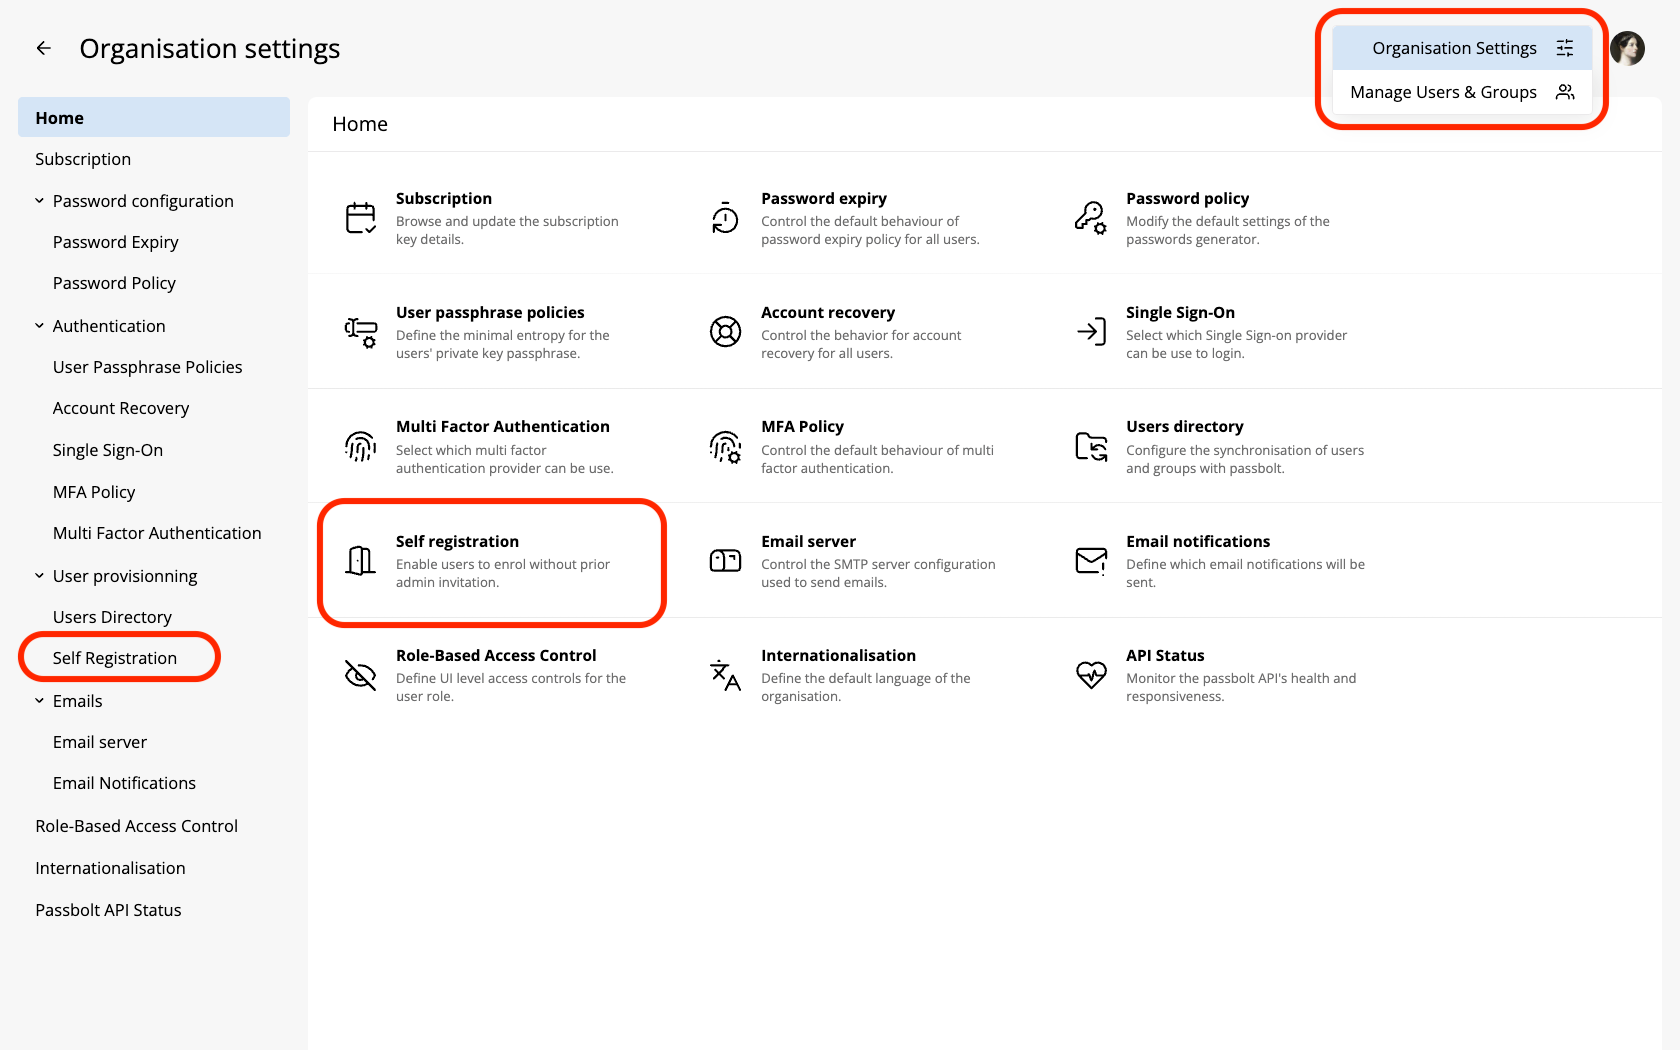 Organisation settings
Organisation Settings
Manage Users & Groups
Home
Subscription
Password configuration
Password Expiry
Password Policy
Authentication
User Passphrase Policies
Account Recovery
Single Sign-On
MFA Policy
Multi Factor Authentication
User provisionning
Users Directory
Self Registration
Emails
Email server
Email Notifications
Role-Based Access Control
Internationalisation
Passbolt API Status
Home
Subscription
Browse and update the subscription
key details.
Password expiry
Control the default behaviour of
password expiry policy for all users.
Password policy
Modify the default settings of the
passwords generator.
User passphrase policies
Define the minimal entropy for the
users' private key passphrase.
Account recovery
Control the behavior for account
recovery for all users.
Single Sign-On
Select which Single Sign-on provider
can be use to login.
Multi Factor Authentication
Select which multi factor
authentication provider can be use.
MFA Policy
Control the default behaviour of multi
factor authentication.
Users directory
Configure the synchronisation of users
and groups with passbolt.
Self registration
Enable users to enrol without prior
admin invitation.
Email server
Control the SMTP server configuration
used to send emails.
Email notifications
Define which email notifications will be
sent.
Role-Based Access Control
Define UI level access controls for the
user role.
Internationalisation
Define the default language of the
organisation.
API Status
Monitor the passbolt API's health and
responsiveness.